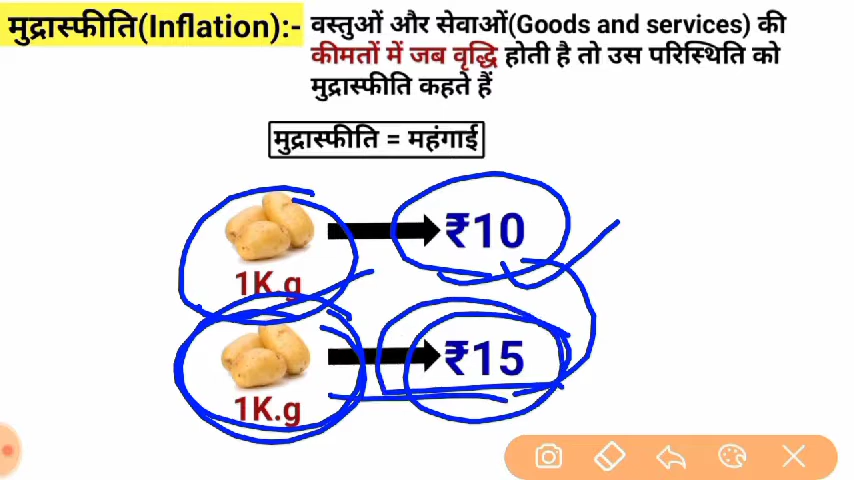 मुद्रास्फीति(Inflation):- वस्तुओं और सेवाओं(Goods and services) की
कीमतों में जब वृद्धि होती है तो उस परिस्थिति को
मुद्रास्फीति कहते हैं
मुद्रास्फीति = महंगाई
₹10
1K.g
₹15
1K.g